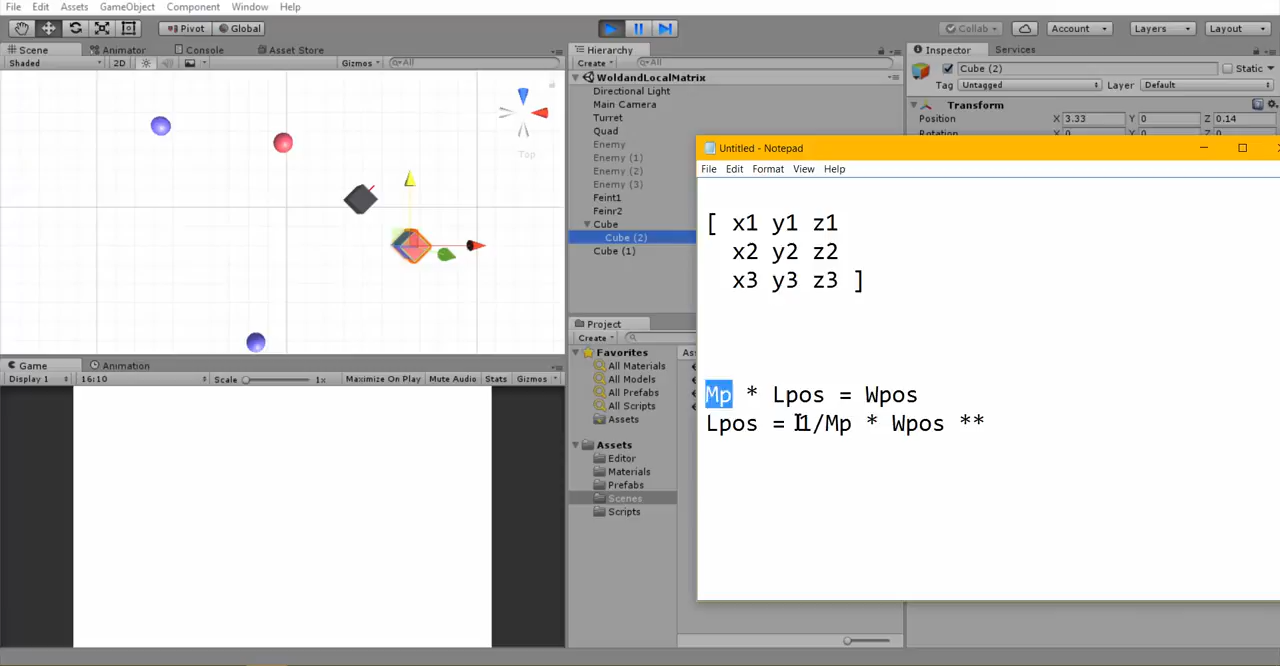 File Edit Assets GameObject Component Window Help
Pivot Global Collab Account Layers Layout
Scene Animator Console Asset Store
Shaded 2D Gizmos All
Top
Game Animation
Display 1 16:10 Scale 1x Maximize On Play Mute Audio Stats Gizmos
Hierarchy
Create All
WoldandLocalMatrix
Directional Light
Main Camera
Turret
Quad
Enemy
Enemy (1)
Enemy (2)
Enemy (3)
Feint1
Feinr2
Cube
Cube (2)
Cube (1)
Project
Create
Favorites
All Materials
All Models
All Prefabs
All Scripts
Assets
Assets
Editor
Materials
Prefabs
Scenes
Scripts
Inspector Services
Cube (2) Static
Tag Untagged Layer Default
Transform
Position X 3.33 Y 0 Z 0.14
Untitled - Notepad
File Edit Format View Help
[ x1 y1 z1
x2 y2 z2
x3 y3 z3 ]
Mp * Lpos = Wpos
Lpos = 1/Mp * Wpos **